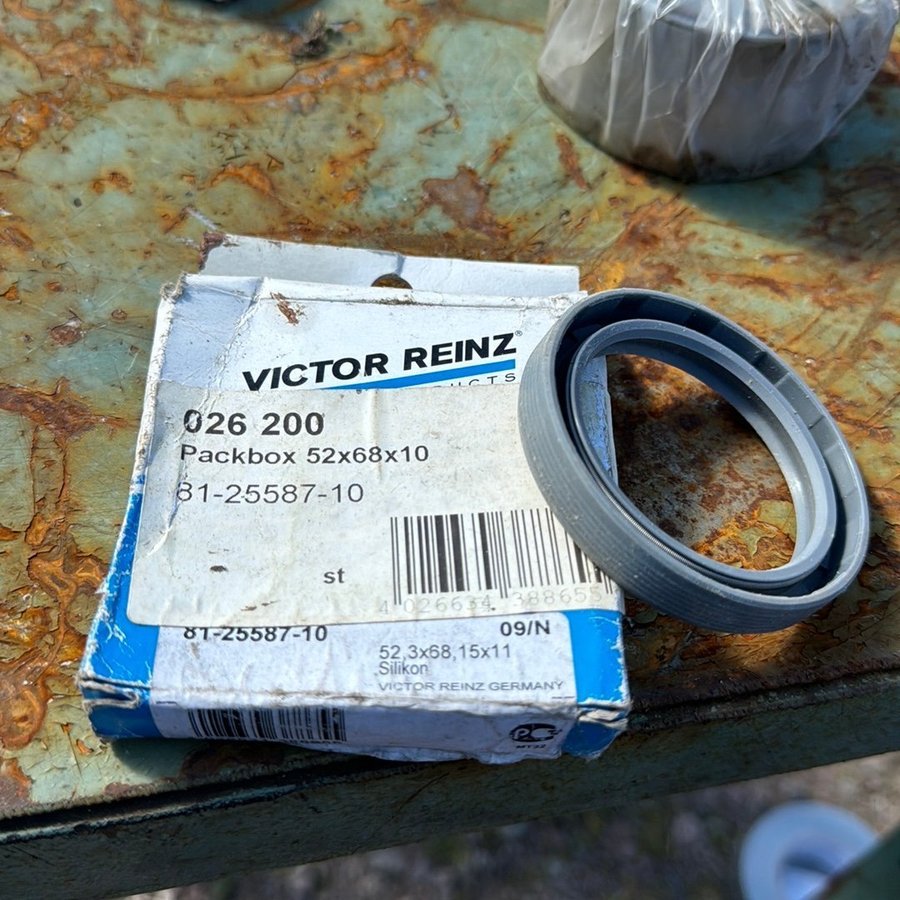 VICTOR REINZ®
026 200
Packbox 52x68x10
81-25587-10
st
4 026634 388655
81-25587-10
09/N
52,3x68,15x11
Silikon
VICTOR REINZ GERMANY